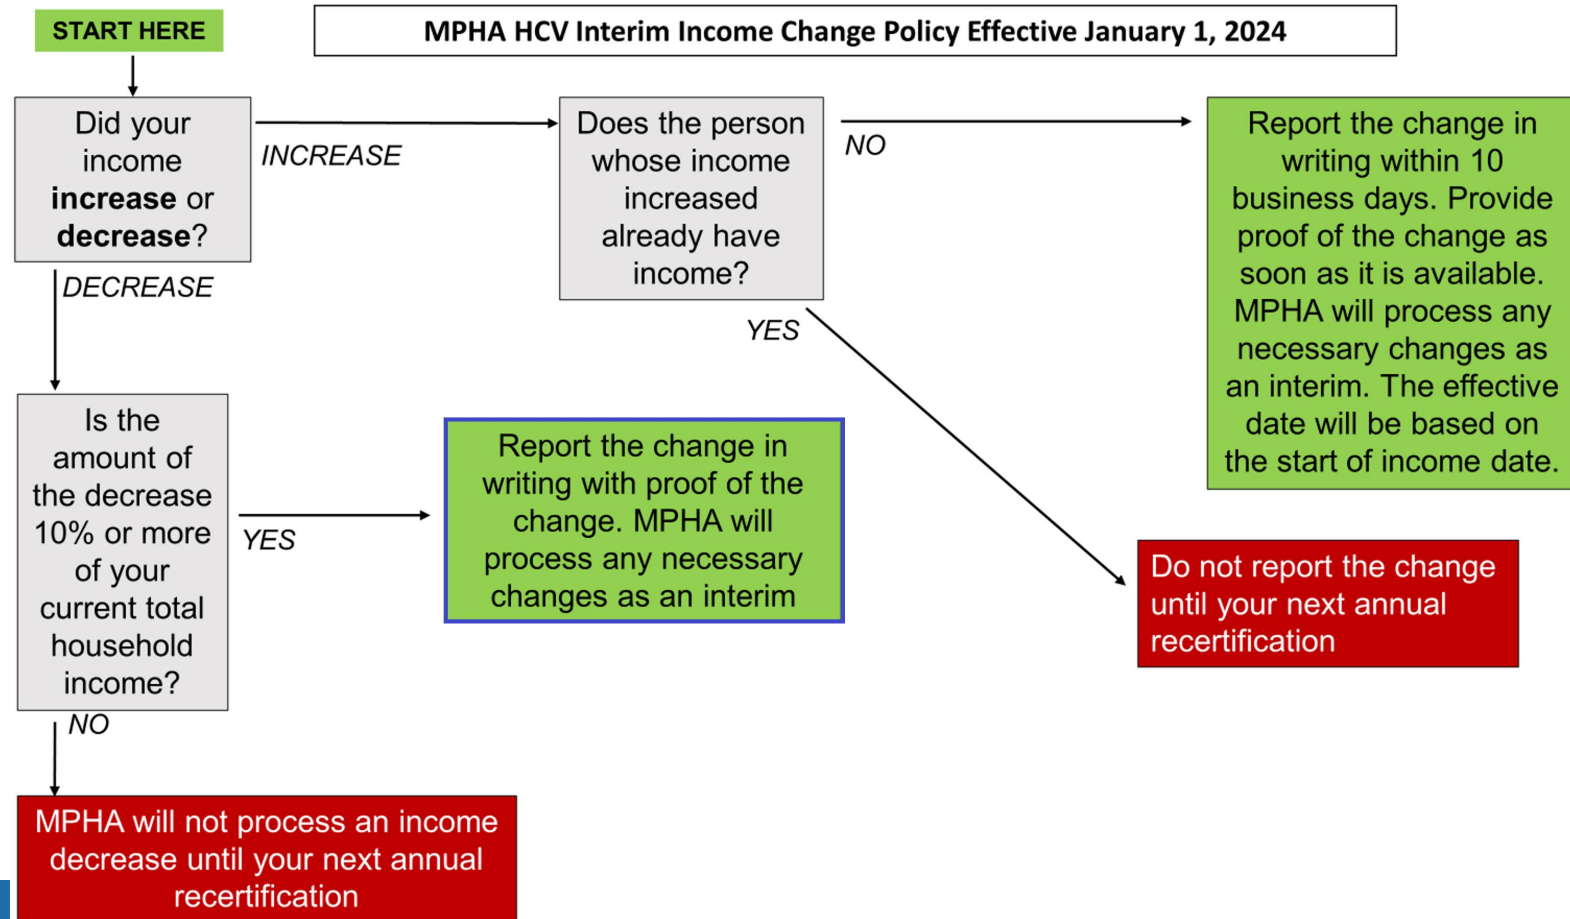 START HERE
MPHA HCV Interim Income Change Policy Effective January 1, 2024
Did your
income
increase or
decrease?
INCREASE
Does the person
whose income
increased
already have
income?
NO
Report the change in
writing within 10
business days. Provide
proof of the change as
soon as it is available.
MPHA will process any
necessary changes as
an interim. The effective
date will be based on
the start of income date.
DECREASE
YES
Is the
amount of
the decrease
10% or more
of your
current total
household
income?
YES
Report the change in
writing with proof of the
change. MPHA will
process any necessary
changes as an interim
Do not report the change
until your next annual
recertification
NO
MPHA will not process an income
decrease until your next annual
recertification